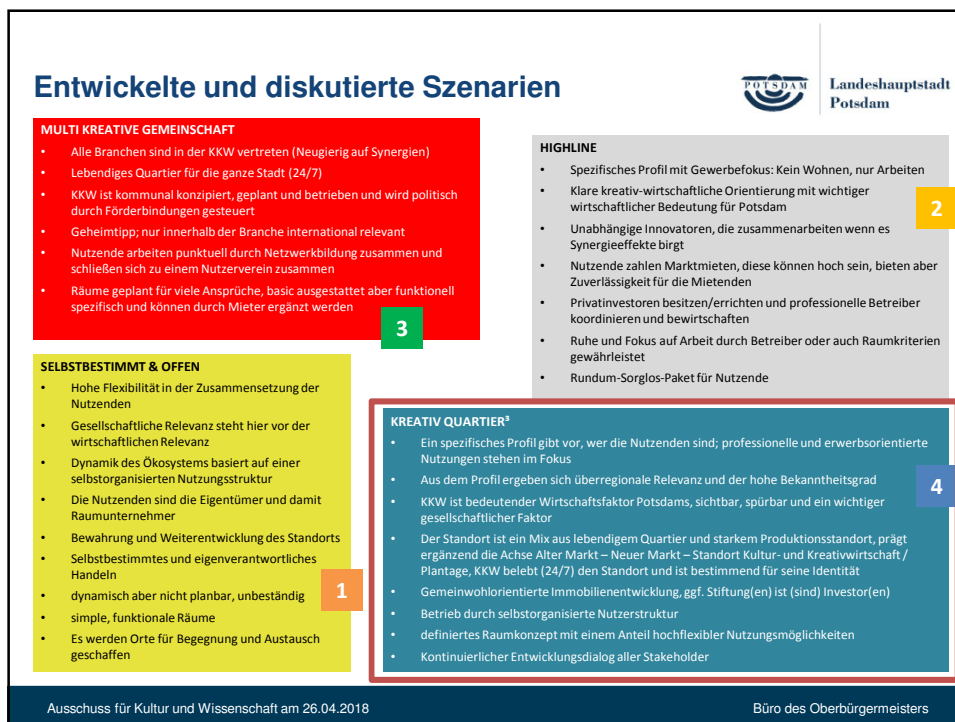 Entwickelte und diskutierte Szenarien
POTSDAM
Landeshauptstadt
Potsdam
MULTI KREATIVE GEMEINSCHAFT
• Alle Branchen sind in der KKW vertreten (Neugierig auf Synergien)
• Lebendiges Quartier für die ganze Stadt (24/7)
• KKW ist kommunal konzipiert, geplant und betrieben und wird politisch
durch Förderbindungen gesteuert
• Geheimtipp; nur innerhalb der Branche international relevant
• Nutzende arbeiten punktuell durch Netzwerkbildung zusammen und
schließen sich zu einem Nutzerverein zusammen
• Räume geplant für viele Ansprüche, basic ausgestattet aber funktionell
spezifisch und können durch Mieter ergänzt werden
3
HIGHLINE
• Spezifisches Profil mit Gewerbefokus: Kein Wohnen, nur Arbeiten
• Klare kreativ-wirtschaftliche Orientierung mit wichtiger
wirtschaftlicher Bedeutung für Potsdam
• Unabhängige Innovatoren, die zusammenarbeiten wenn es
Synergieeffekte birgt
• Nutzende zahlen Marktmieten, diese können hoch sein, bieten aber
Zuverlässigkeit für die Mietenden
• Privatinvestoren besitzen/errichten und professionelle Betreiber
koordinieren und bewirtschaften
• Ruhe und Fokus auf Arbeit durch Betreiber oder auch Raumkriterien
gewährleistet
• Rundum-Sorglos-Paket für Nutzende
2
SELBSTBESTIMMT & OFFEN
• Hohe Flexibilität in der Zusammensetzung der
Nutzenden
• Gesellschaftliche Relevanz steht hier vor der
wirtschaftlichen Relevanz
• Dynamik des Ökosystems basiert auf einer
selbstorganisierten Nutzungsstruktur
• Die Nutzenden sind die Eigentümer und damit
Raumunternehmer
• Bewahrung und Weiterentwicklung des Standorts
• Selbstbestimmtes und eigenverantwortliches
Handeln
• dynamisch aber nicht planbar, unbeständig
• simple, funktionale Räume
• Es werden Orte für Begegnung und Austausch
geschaffen
1
KREATIV QUARTIER³
• Ein spezifisches Profil gibt vor, wer die Nutzenden sind; professionelle und erwerbsorientierte
Nutzungen stehen im Fokus
• Aus dem Profil ergeben sich überregionale Relevanz und der hohe Bekanntheitsgrad
• KKW ist bedeutender Wirtschaftsfaktor Potsdams, sichtbar, spürbar und ein wichtiger
gesellschaftlicher Faktor
• Der Standort ist ein Mix aus lebendigem Quartier und starkem Produktionsstandort, prägt
ergänzend die Achse Alter Markt – Neuer Markt – Standort Kultur- und Kreativwirtschaft /
Plantage, KKW belebt (24/7) den Standort und ist bestimmend für seine Identität
• Gemeinwohlorientierte Immobilienentwicklung, ggf. Stiftung(en) ist (sind) Investor(en)
• Betrieb durch selbstorganisierte Nutzerstruktur
• definiertes Raumkonzept mit einem Anteil hochflexibler Nutzungsmöglichkeiten
• Kontinuierlicher Entwicklungsdialog aller Stakeholder
4
Ausschuss für Kultur und Wissenschaft am 26.04.2018
Büro des Oberbürgermeisters